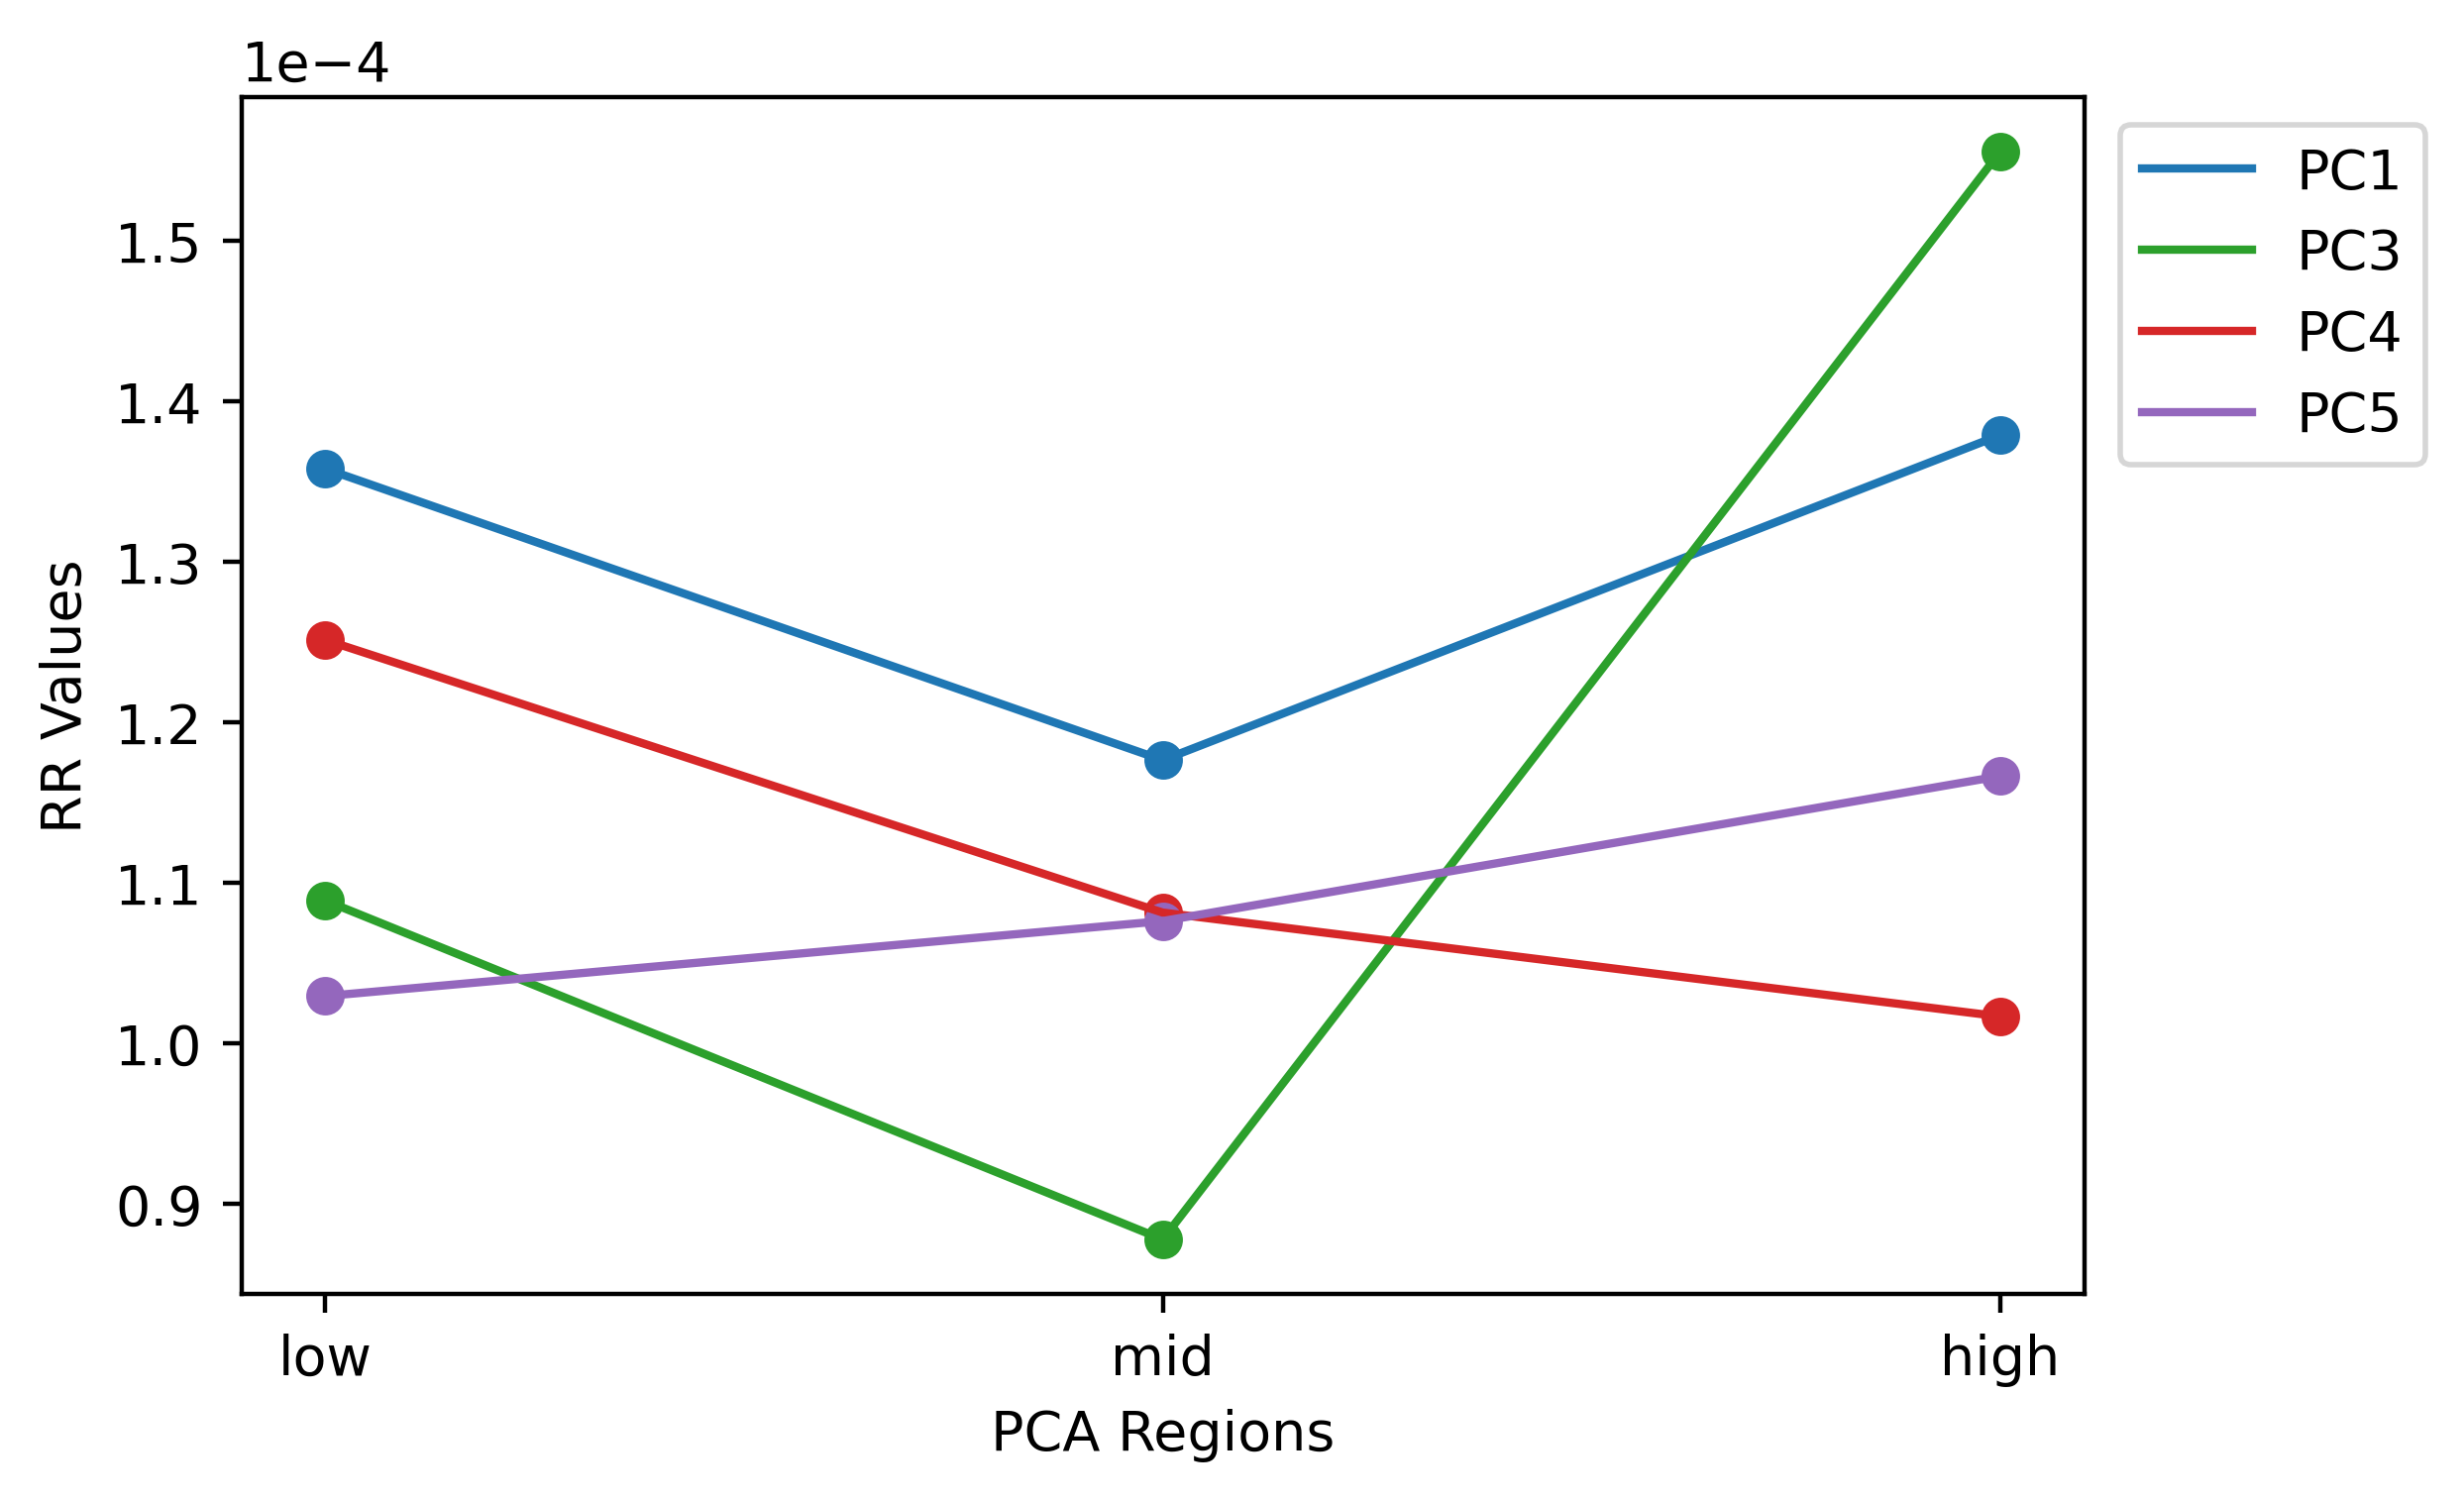 1e−4
1.5
1.4
1.3
1.2
1.1
1.0
0.9
RRR Values
low
mid
high
PCA Regions
PC1
PC3
PC4
PC5